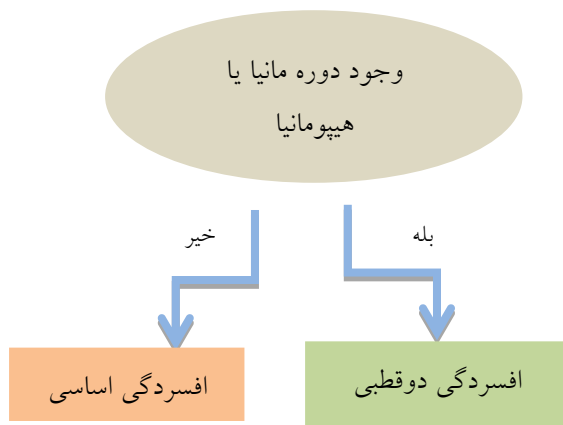 وجود دوره مانیا یا
هیپومانیا
بله
خیر
افسردگی دوقطبی
افسردگی اساسی